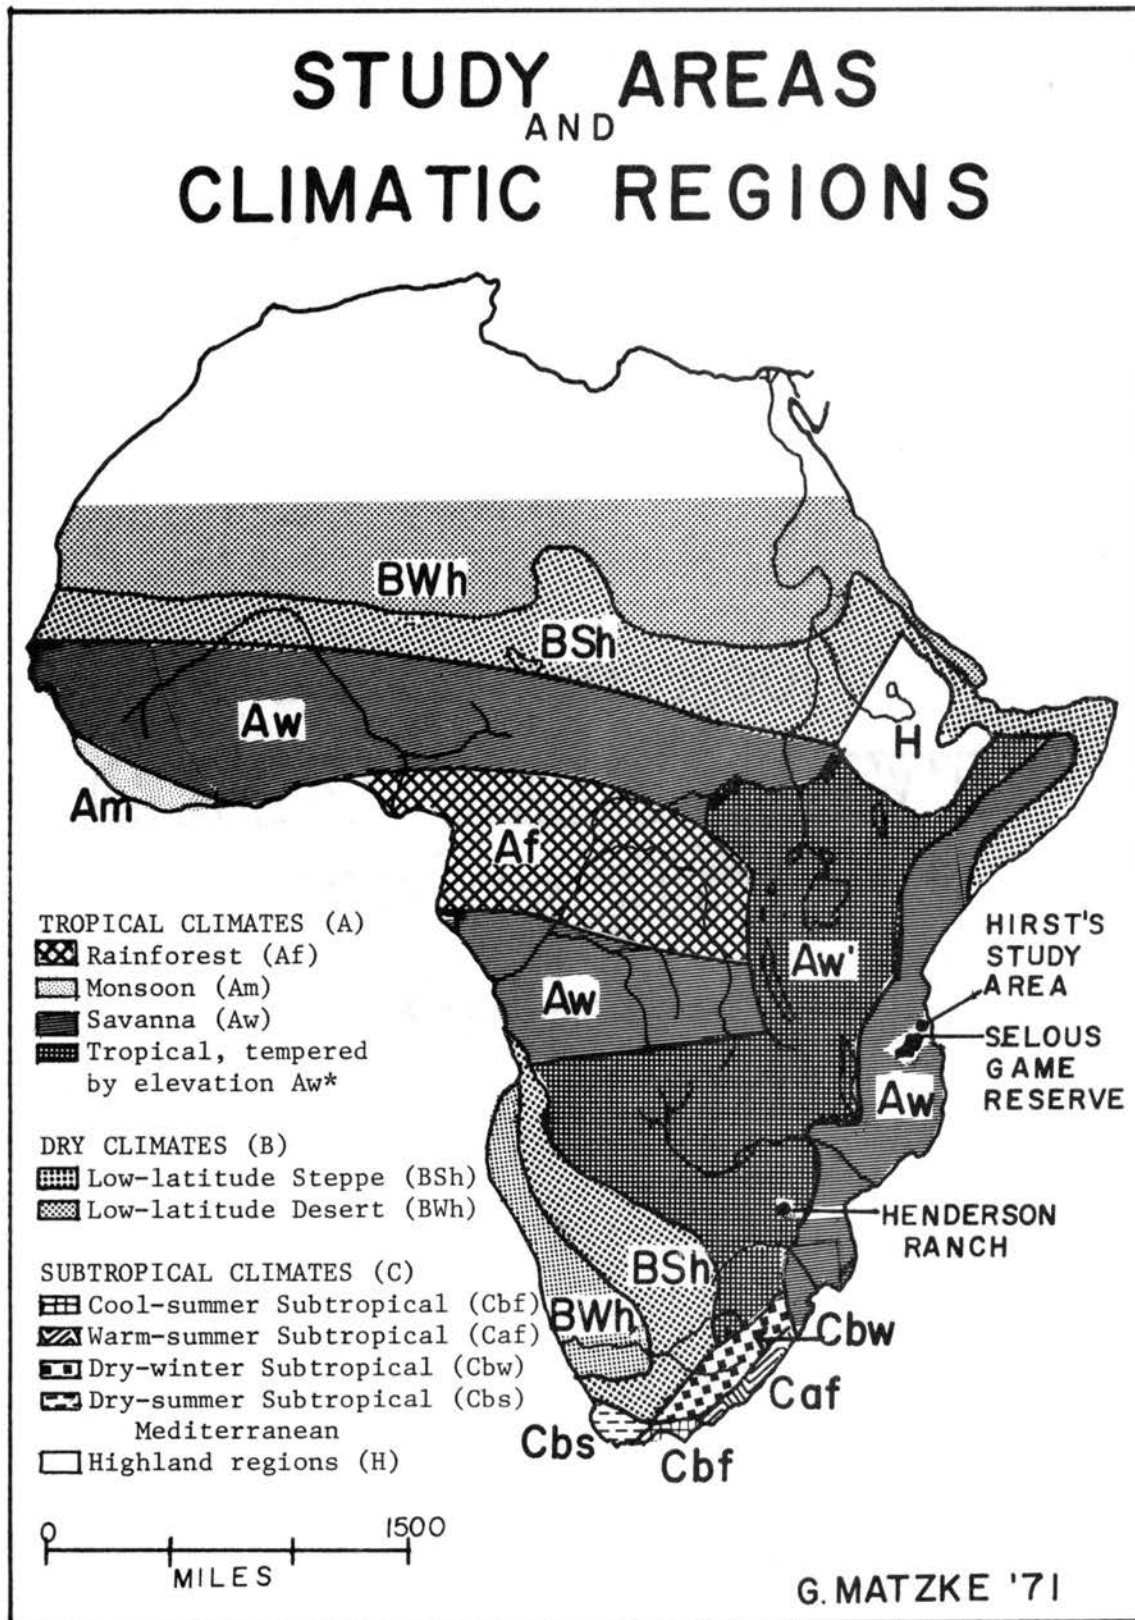 STUDY AREAS
AND
CLIMATIC REGIONS
BWh
BSh
Aw
H
Am
Af
Aw'
Aw
Aw
BSh
BWh
Cbw
Caf
Cbs
Cbf
HIRST'S
STUDY
AREA
SELOUS
GAME
RESERVE
HENDERSON
RANCH
TROPICAL CLIMATES (A)
Rainforest (Af)
Monsoon (Am)
Savanna (Aw)
Tropical, tempered
by elevation Aw*
DRY CLIMATES (B)
Low-latitude Steppe (BSh)
Low-latitude Desert (BWh)
SUBTROPICAL CLIMATES (C)
Cool-summer Subtropical (Cbf)
Warm-summer Subtropical (Caf)
Dry-winter Subtropical (Cbw)
Dry-summer Subtropical (Cbs)
Mediterranean
Highland regions (H)
0 1500
MILES
G. MATZKE '71